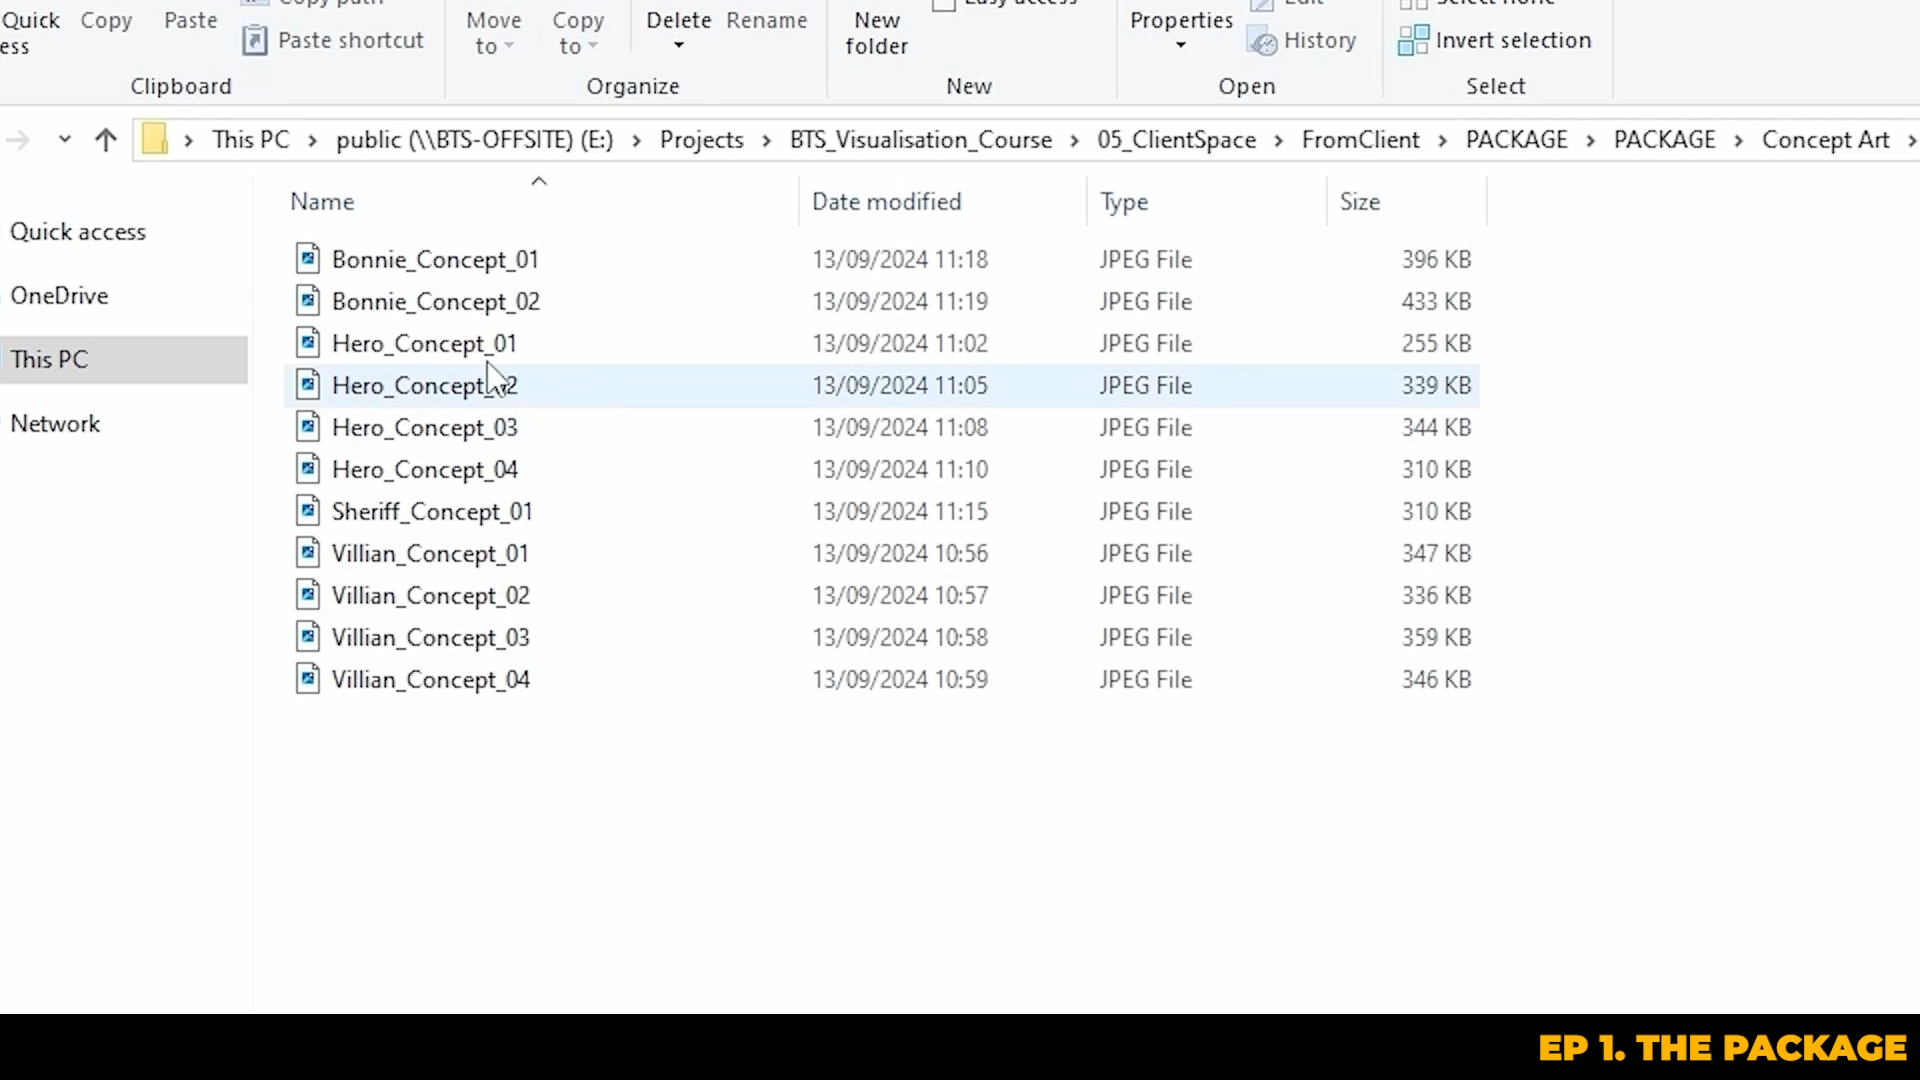 Quick Copy Paste Copy path Move Copy Delete Rename New Easy access Properties Edit Select none
ess Paste shortcut to to folder History Invert selection
Clipboard Organize New Open Select
This PC public (\\BTS-OFFSITE) (E:) Projects BTS_Visualisation_Course 05_ClientSpace FromClient PACKAGE PACKAGE Concept Art
Name Date modified Type Size
Quick access
OneDrive
This PC
Network
Bonnie_Concept_01 13/09/2024 11:18 JPEG File 396 KB
Bonnie_Concept_02 13/09/2024 11:19 JPEG File 433 KB
Hero_Concept_01 13/09/2024 11:02 JPEG File 255 KB
Hero_Concept_02 13/09/2024 11:05 JPEG File 339 KB
Hero_Concept_03 13/09/2024 11:08 JPEG File 344 KB
Hero_Concept_04 13/09/2024 11:10 JPEG File 310 KB
Sheriff_Concept_01 13/09/2024 11:15 JPEG File 310 KB
Villian_Concept_01 13/09/2024 10:56 JPEG File 347 KB
Villian_Concept_02 13/09/2024 10:57 JPEG File 336 KB
Villian_Concept_03 13/09/2024 10:58 JPEG File 359 KB
Villian_Concept_04 13/09/2024 10:59 JPEG File 346 KB
EP 1. THE PACKAGE